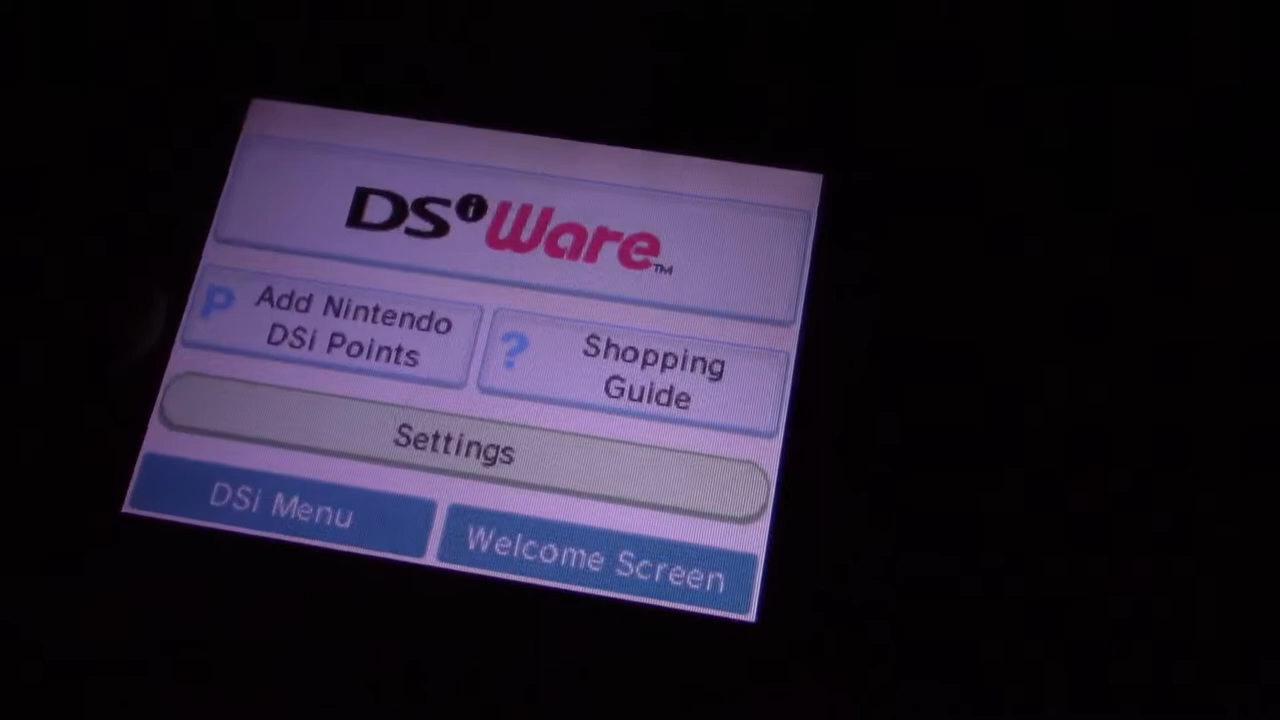 DSiWare™
P Add Nintendo
DSi Points
? Shopping
Guide
Settings
DSi Menu
Welcome Screen